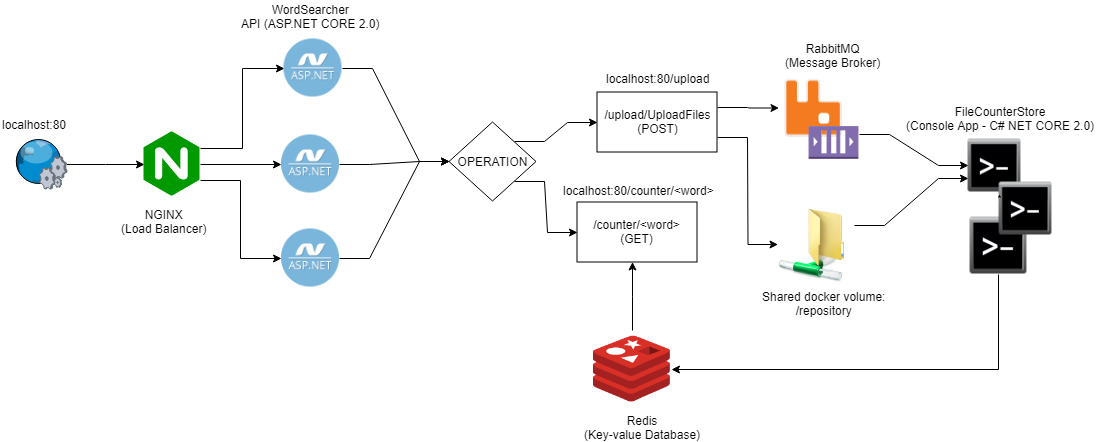 WordSearcher
API (ASP.NET CORE 2.0)
ASP.NET
localhost:80
N
NGINX
(Load Balancer)
ASP.NET
ASP.NET
OPERATION
localhost:80/upload
/upload/UploadFiles
(POST)
localhost:80/counter/<word>
/counter/<word>
(GET)
RabbitMQ
(Message Broker)
Shared docker volume:
/repository
FileCounterStore
(Console App - C# NET CORE 2.0)
>-
>-
>-
Redis
(Key-value Database)